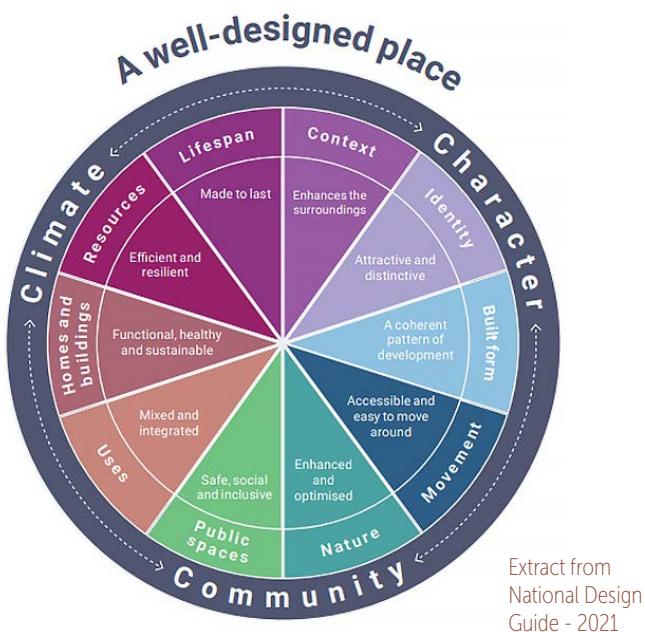 A well-designed place
Climate
Character
Community
Context
Enhances the
surroundings
Identity
Attractive and
distinctive
Built form
A coherent
pattern of
development
Movement
Accessible and
easy to move
around
Nature
Enhanced
and
optimised
Public
spaces
Safe, social
and inclusive
Uses
Mixed and
integrated
Homes and
buildings
Functional, healthy
and sustainable
Resources
Efficient and
resilient
Lifespan
Made to last
Extract from
National Design
Guide - 2021